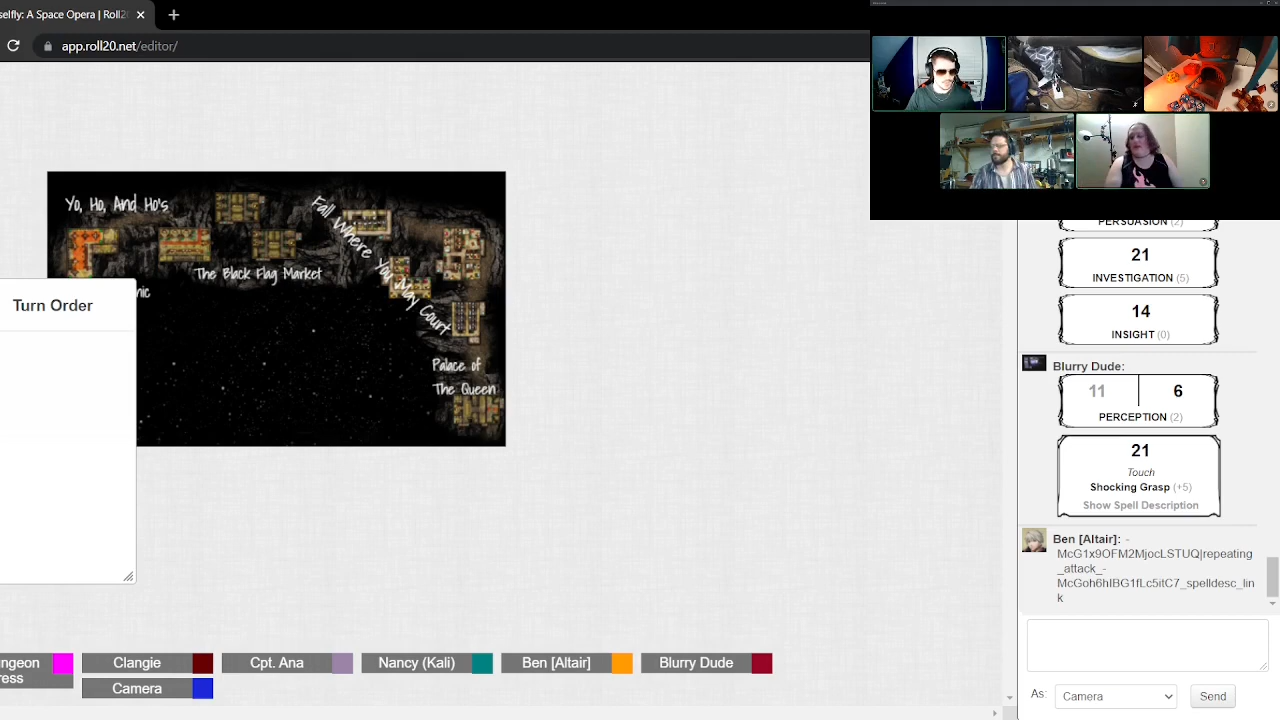 selfly: A Space Opera | Roll20
app.roll20.net/editor/
Yo, Ho, And Ho's
Fall Where You May Court
The Black Flag Market
nic
Palace of
The Queen
Turn Order
PERSUASION (2)
21
INVESTIGATION (5)
14
INSIGHT (0)
Blurry Dude:
11 6
PERCEPTION (2)
21
Touch
Shocking Grasp (+5)
Show Spell Description
Ben [Altair]: -
McG1x9OFM2MjocLSTUQ|repeating
_attack_-
McGoh6hIBG1fLc5itC7_spelldesc_lin
k
ngeon
ress
Clangie
Cpt. Ana
Nancy (Kali)
Ben [Altair]
Blurry Dude
Camera
As:
Camera
Send